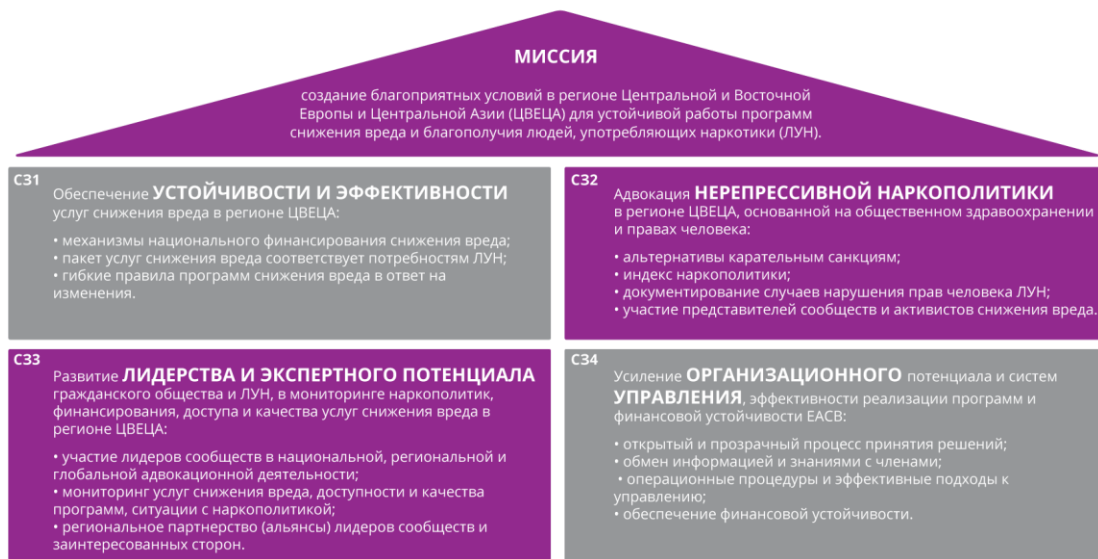 МИССИЯ
создание благоприятных условий в регионе Центральной и Восточной
Европы и Центральной Азии (ЦВЕЦА) для устойчивой работы программ
снижения вреда и благополучия людей, употребляющих наркотики (ЛУН).
СЗ1
Обеспечение УСТОЙЧИВОСТИ И ЭФФЕКТИВНОСТИ
услуг снижения вреда в регионе ЦВЕЦА:
• механизмы национального финансирования снижения вреда;
• пакет услуг снижения вреда соответствует потребностям ЛУН;
• гибкие правила программ снижения вреда в ответ на
изменения.
СЗ2
Адвокация НЕРЕПРЕССИВНОЙ НАРКОПОЛИТИКИ
в регионе ЦВЕЦА, основанной на общественном здравоохранении
и правах человека:
• альтернативы карательным санкциям;
• индекс наркополитики;
• документирование случаев нарушения прав человека ЛУН;
• участие представителей сообществ и активистов снижения вреда.
СЗ3
Развитие ЛИДЕРСТВА И ЭКСПЕРТНОГО ПОТЕНЦИАЛА
гражданского общества и ЛУН, в мониторинге наркополитик,
финансирования, доступа и качества услуг снижения вреда в
регионе ЦВЕЦА:
• участие лидеров сообществ в национальной, региональной и
глобальной адвокационной деятельности;
• мониторинг услуг снижения вреда, доступности и качества
программ, ситуации с наркополитикой;
• региональное партнерство (альянсы) лидеров сообществ и
заинтересованных сторон.
СЗ4
Усиление ОРГАНИЗАЦИОННОГО потенциала и систем
УПРАВЛЕНИЯ, эффективности реализации программ и
финансовой устойчивости ЕАСВ:
• открытый и прозрачный процесс принятия решений;
• обмен информацией и знаниями с членами;
• операционные процедуры и эффективные подходы к
управлению;
• обеспечение финансовой устойчивости.